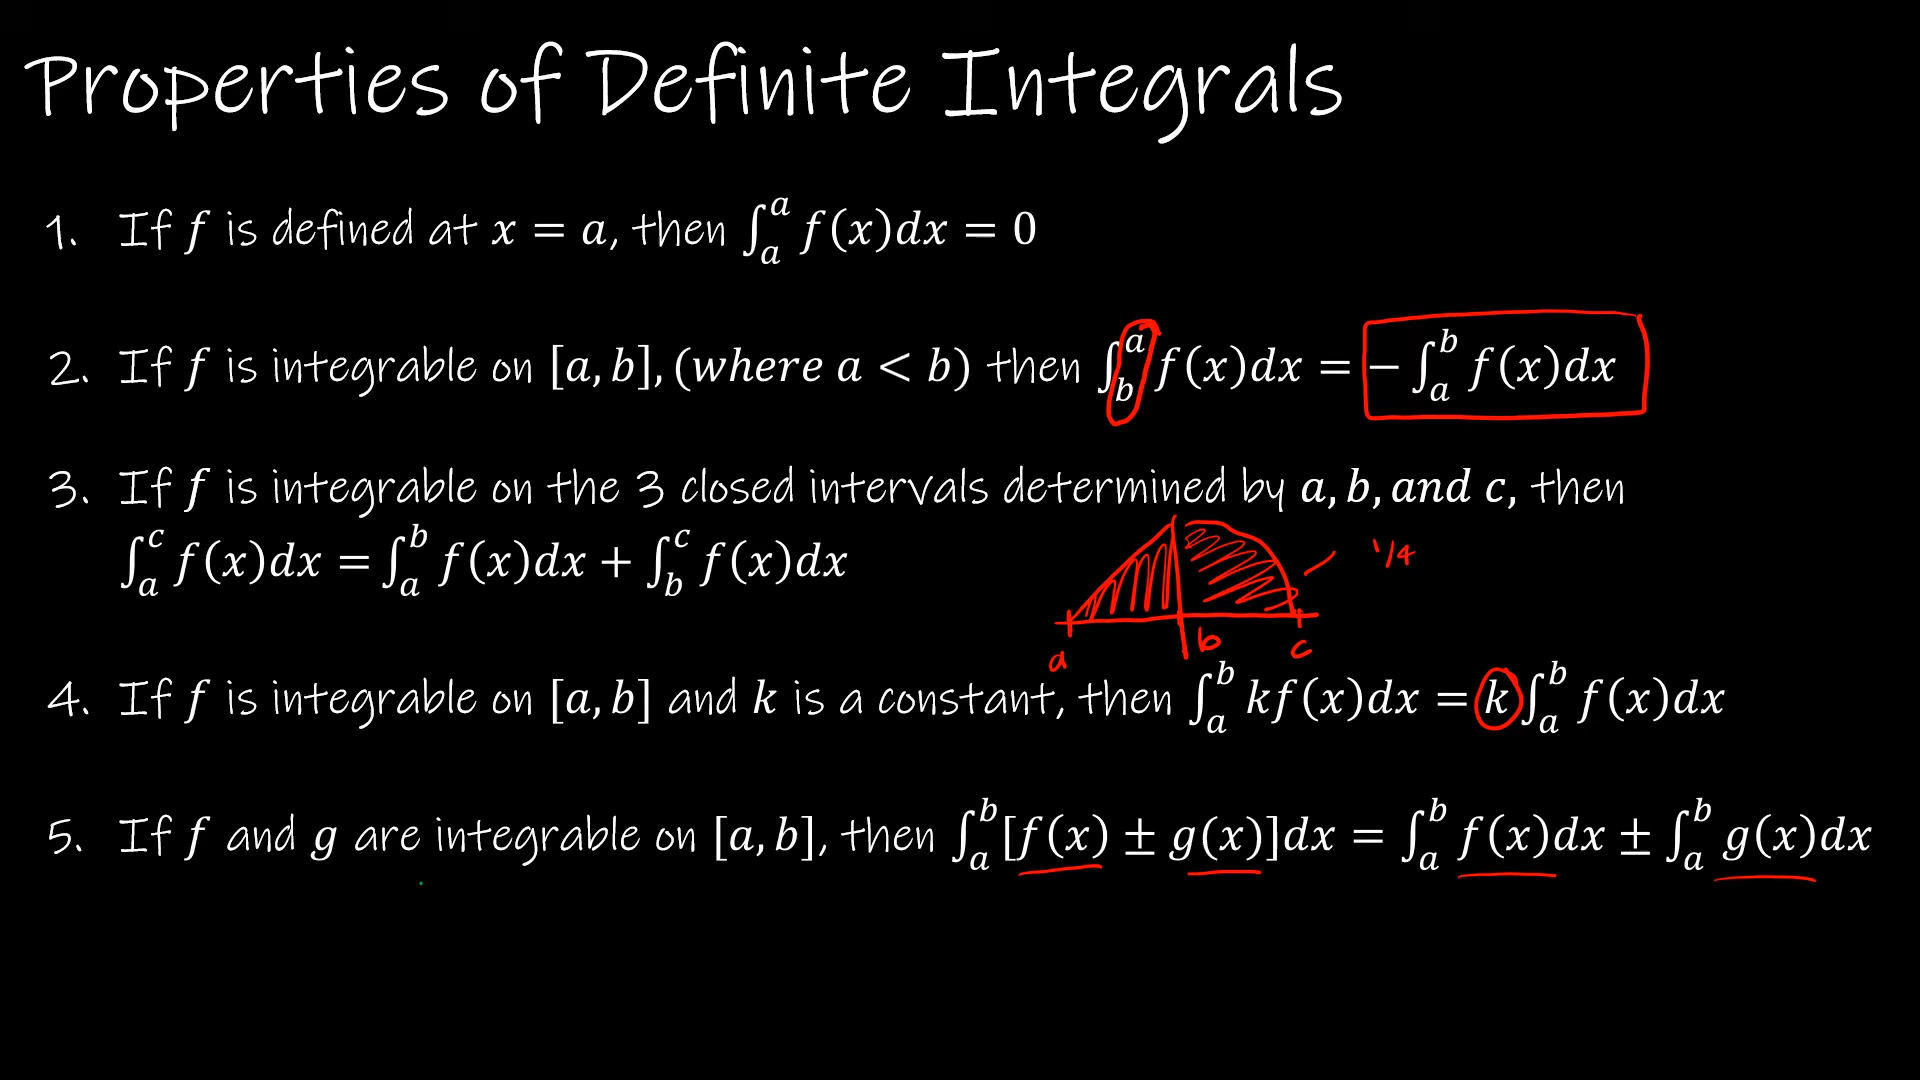 Properties of Definite Integrals
1. If f is defined at x = a, then ∫ₐᵃ f(x)dx = 0
2. If f is integrable on [a, b], (where a < b) then ∫_b^a f(x)dx = − ∫_a^b f(x)dx
3. If f is integrable on the 3 closed intervals determined by a, b, and c, then
∫_a^c f(x)dx = ∫_a^b f(x)dx + ∫_b^c f(x)dx
1/4
a b c
4. If f is integrable on [a, b] and k is a constant, then ∫_a^b kf(x)dx = k ∫_a^b f(x)dx
5. If f and g are integrable on [a, b], then ∫_a^b [f(x) ± g(x)]dx = ∫_a^b f(x)dx ± ∫_a^b g(x)dx